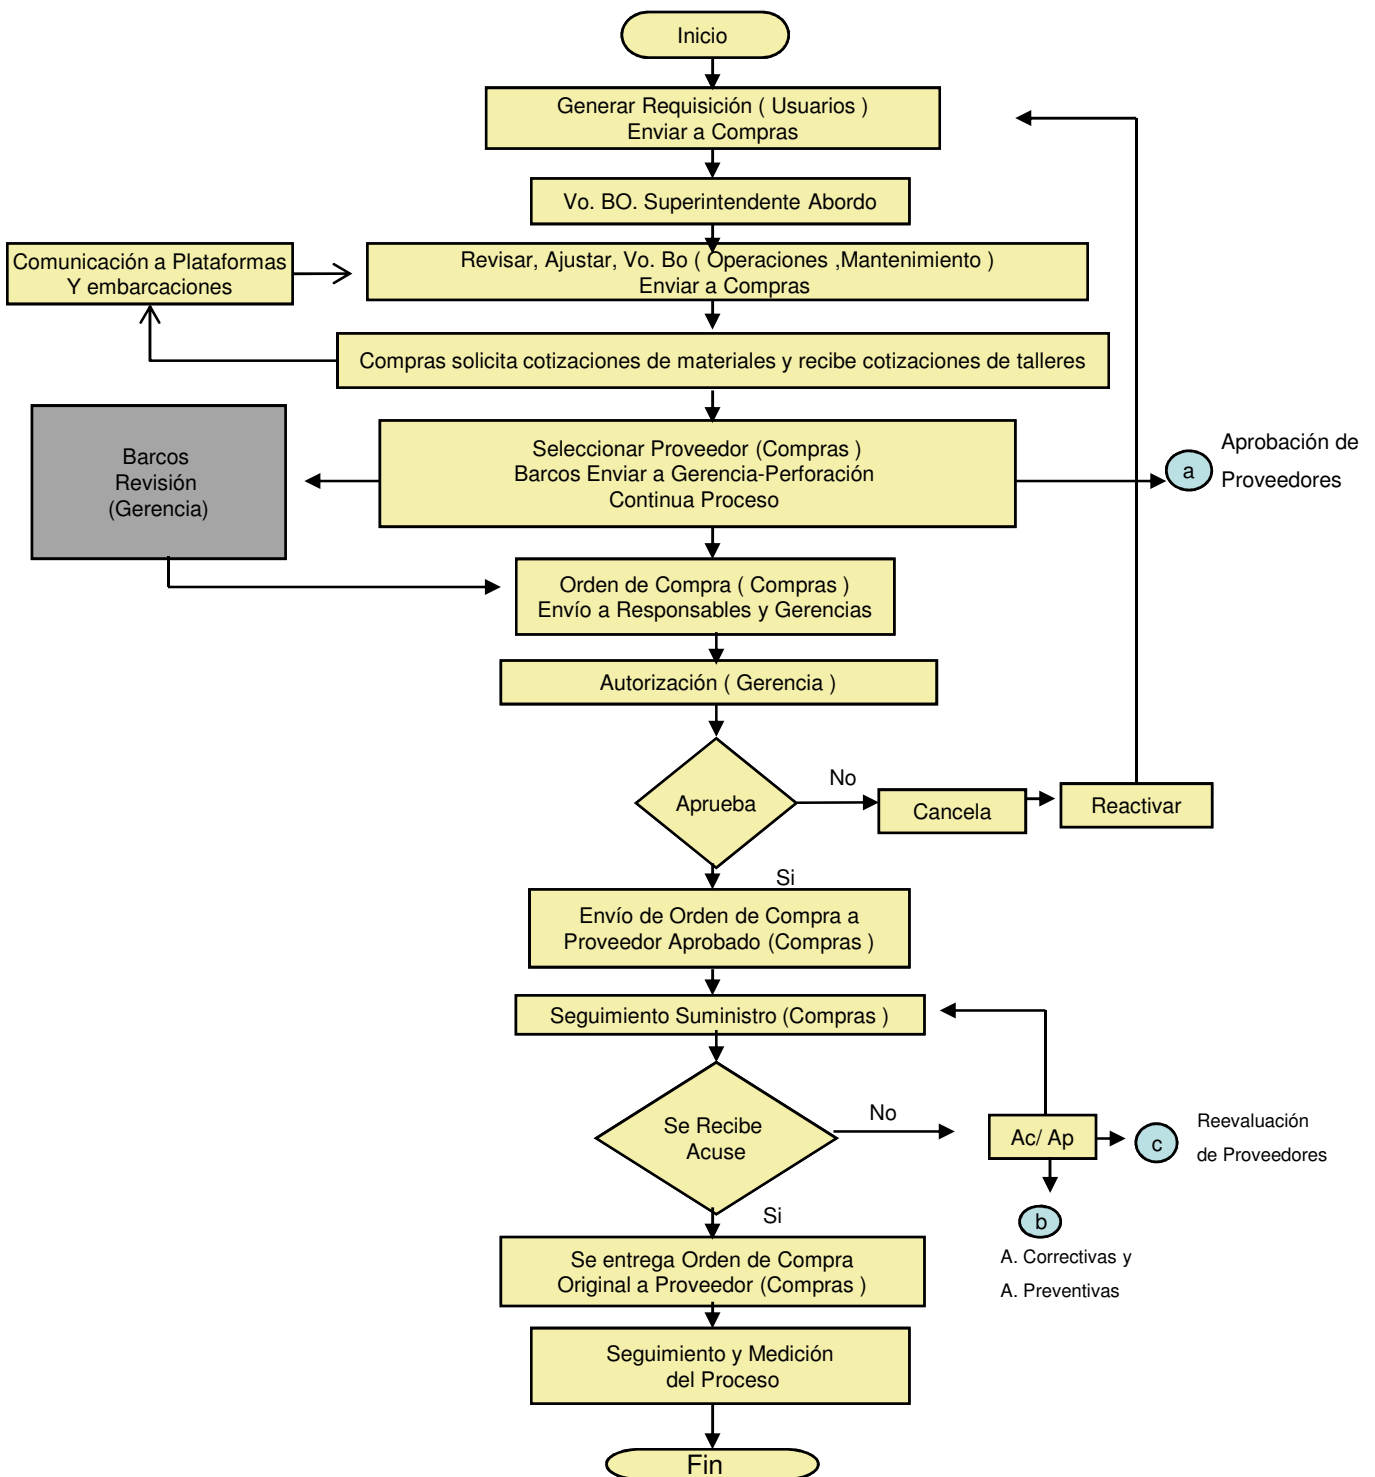 Inicio
Generar Requisición ( Usuarios )
Enviar a Compras
Vo. BO. Superintendente Abordo
Comunicación a Plataformas
Y embarcaciones
Revisar, Ajustar, Vo. Bo ( Operaciones ,Mantenimiento )
Enviar a Compras
Compras solicita cotizaciones de materiales y recibe cotizaciones de talleres
Barcos
Revisión
(Gerencia)
Seleccionar Proveedor (Compras )
Barcos Enviar a Gerencia-Perforación
Continua Proceso
a
Aprobación de
Proveedores
Orden de Compra ( Compras )
Envío a Responsables y Gerencias
Autorización ( Gerencia )
Aprueba
No
Cancela
Reactivar
Si
Envío de Orden de Compra a
Proveedor Aprobado (Compras )
Seguimiento Suministro (Compras )
Se Recibe
Acuse
No
Ac/ Ap
c
Reevaluación
de Proveedores
b
A. Correctivas y
A. Preventivas
Si
Se entrega Orden de Compra
Original a Proveedor (Compras )
Seguimiento y Medición
del Proceso
Fin